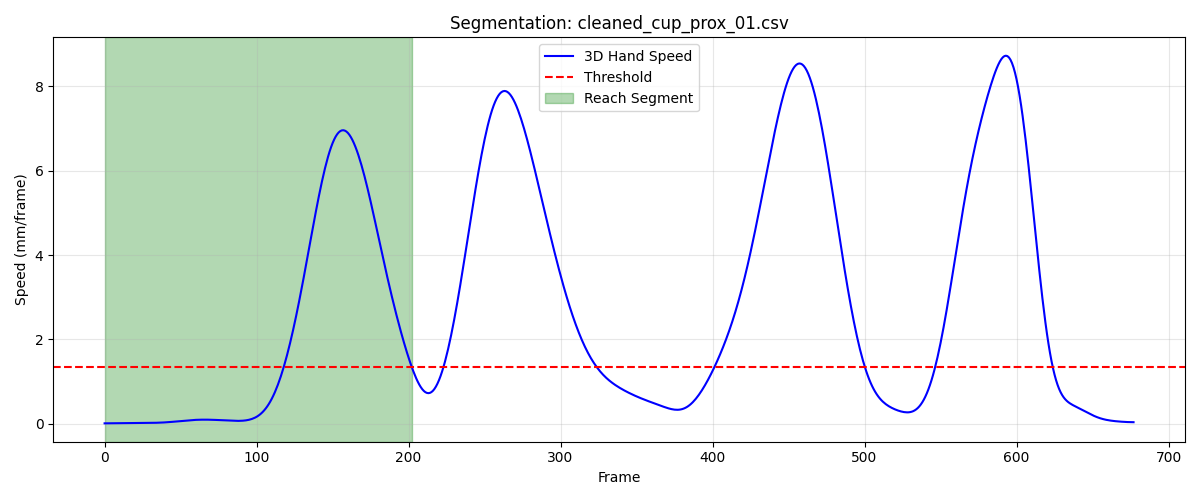 Segmentation: cleaned_cup_prox_01.csv
3D Hand Speed
Threshold
Reach Segment
Speed (mm/frame)
8
6
4
2
0
0 100 200 300 400 500 600 700
Frame